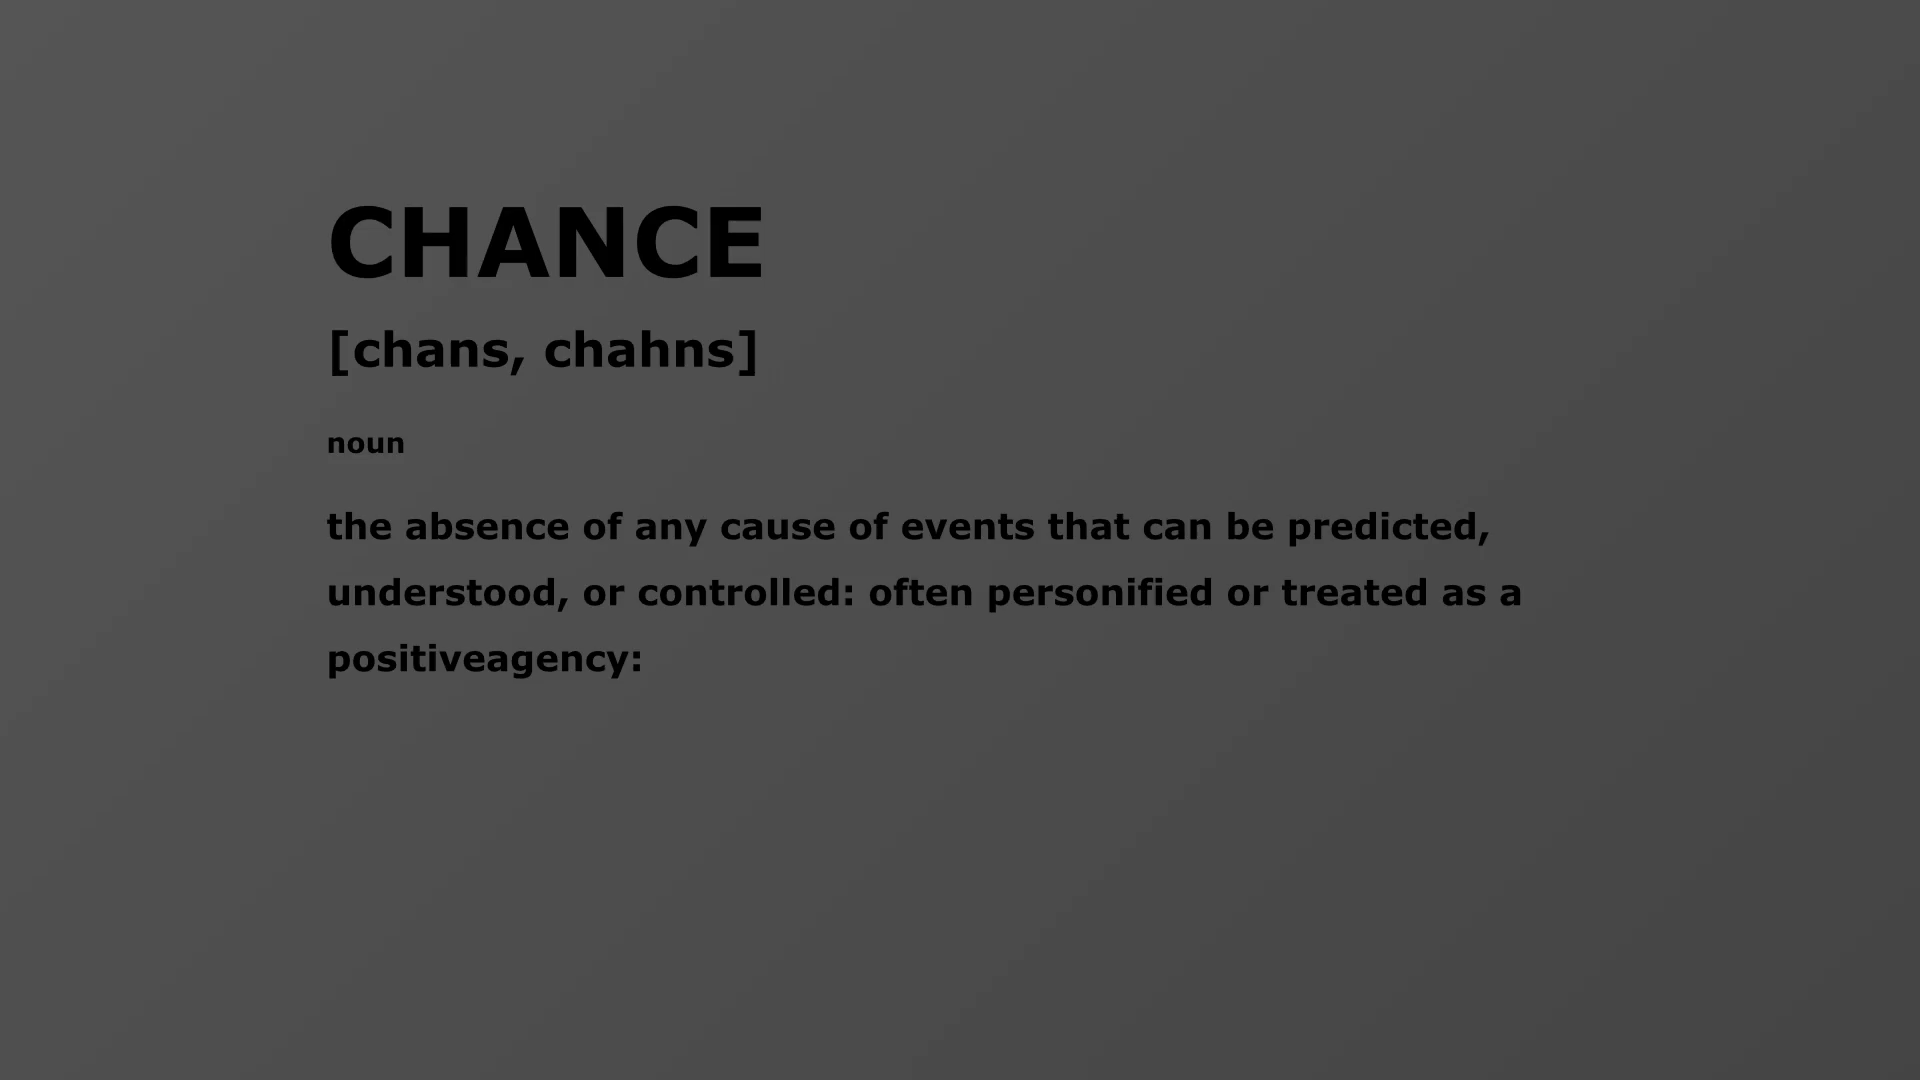 CHANCE
[chans, chahns]
noun
the absence of any cause of events that can be predicted,
understood, or controlled: often personified or treated as a
positiveagency: